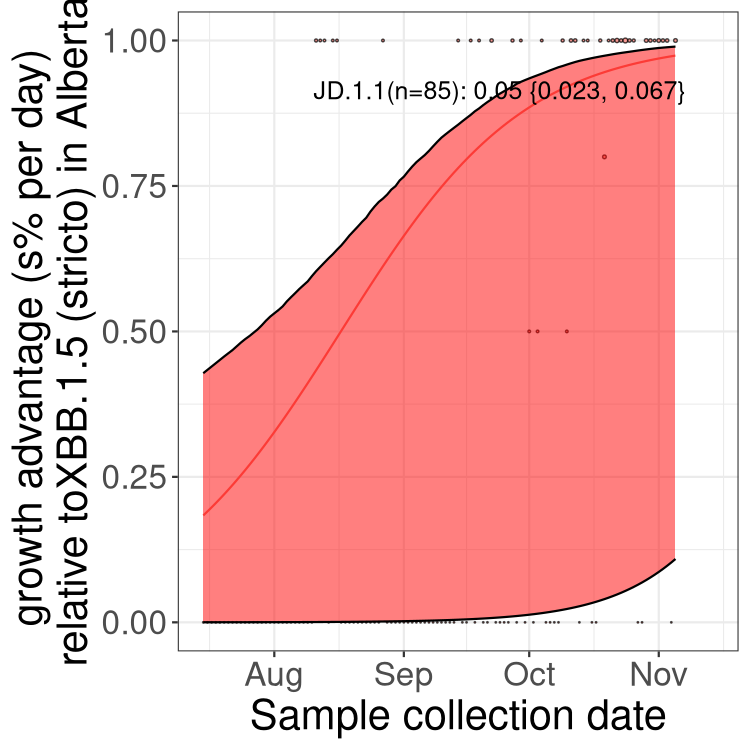 growth advantage (s% per day)
relative toXBB.1.5 (stricto) in Alberta
1.00
0.75
0.50
0.25
0.00
JD.1.1(n=85): 0.05 {0.023, 0.067}
Aug Sep Oct Nov
Sample collection date